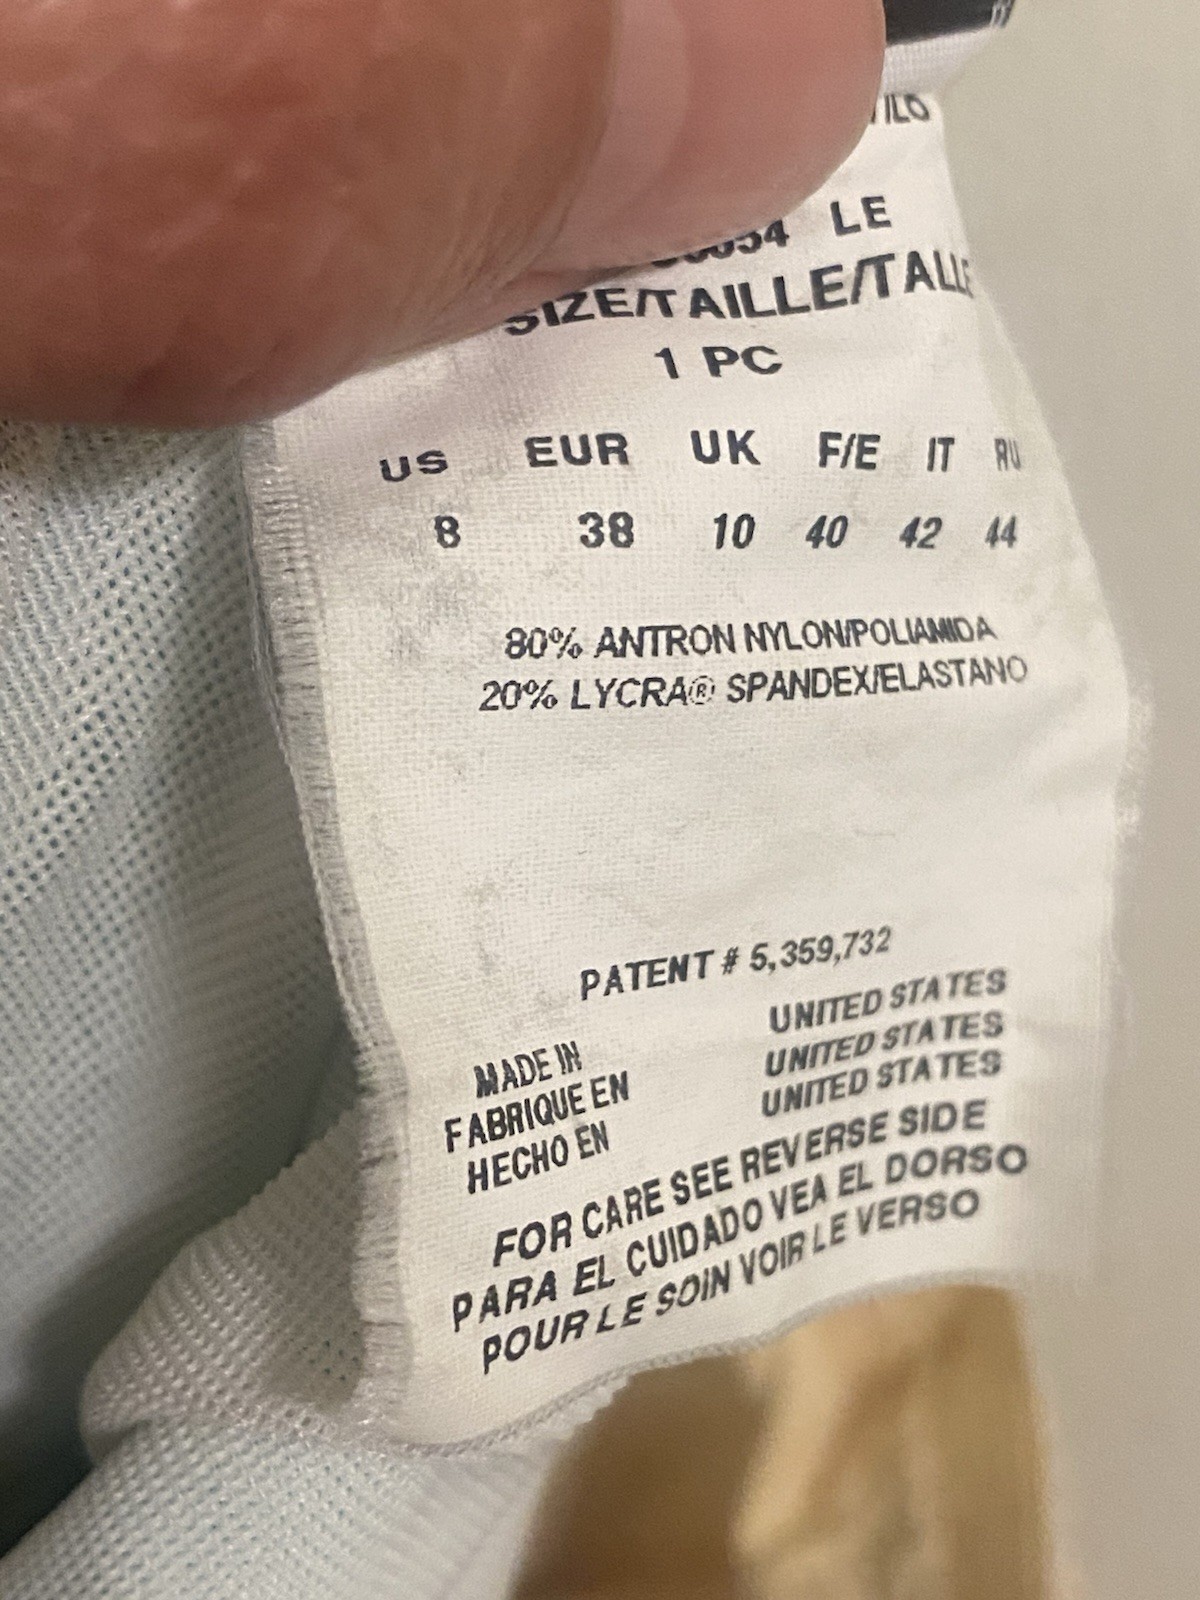 LE
SIZE/TAILLE/TALLE
1 PC
US EUR UK F/E IT RU
8 38 10 40 42 44
80% ANTRON NYLON/POLIAMIDA
20% LYCRA® SPANDEX/ELASTANO
PATENT # 5,359,732
MADE IN UNITED STATES
FABRIQUE EN UNITED STATES
HECHO EN UNITED STATES
FOR CARE SEE REVERSE SIDE
PARA EL CUIDADO VEA EL DORSO
POUR LE SOIN VOIR LE VERSO